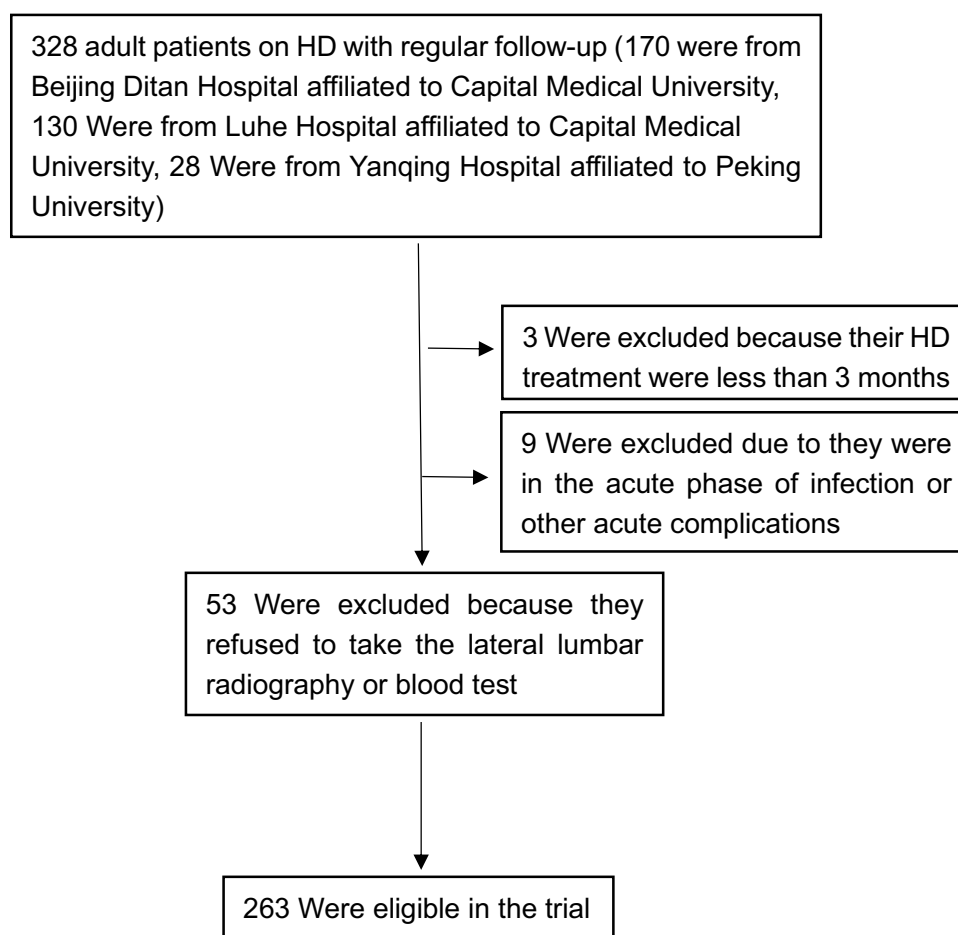 328 adult patients on HD with regular follow-up (170 were from
Beijing Ditan Hospital affiliated to Capital Medical University,
130 Were from Luhe Hospital affiliated to Capital Medical
University, 28 Were from Yanqing Hospital affiliated to Peking
University)
3 Were excluded because their HD
treatment were less than 3 months
9 Were excluded due to they were
in the acute phase of infection or
other acute complications
53 Were excluded because they
refused to take the lateral lumbar
radiography or blood test
263 Were eligible in the trial